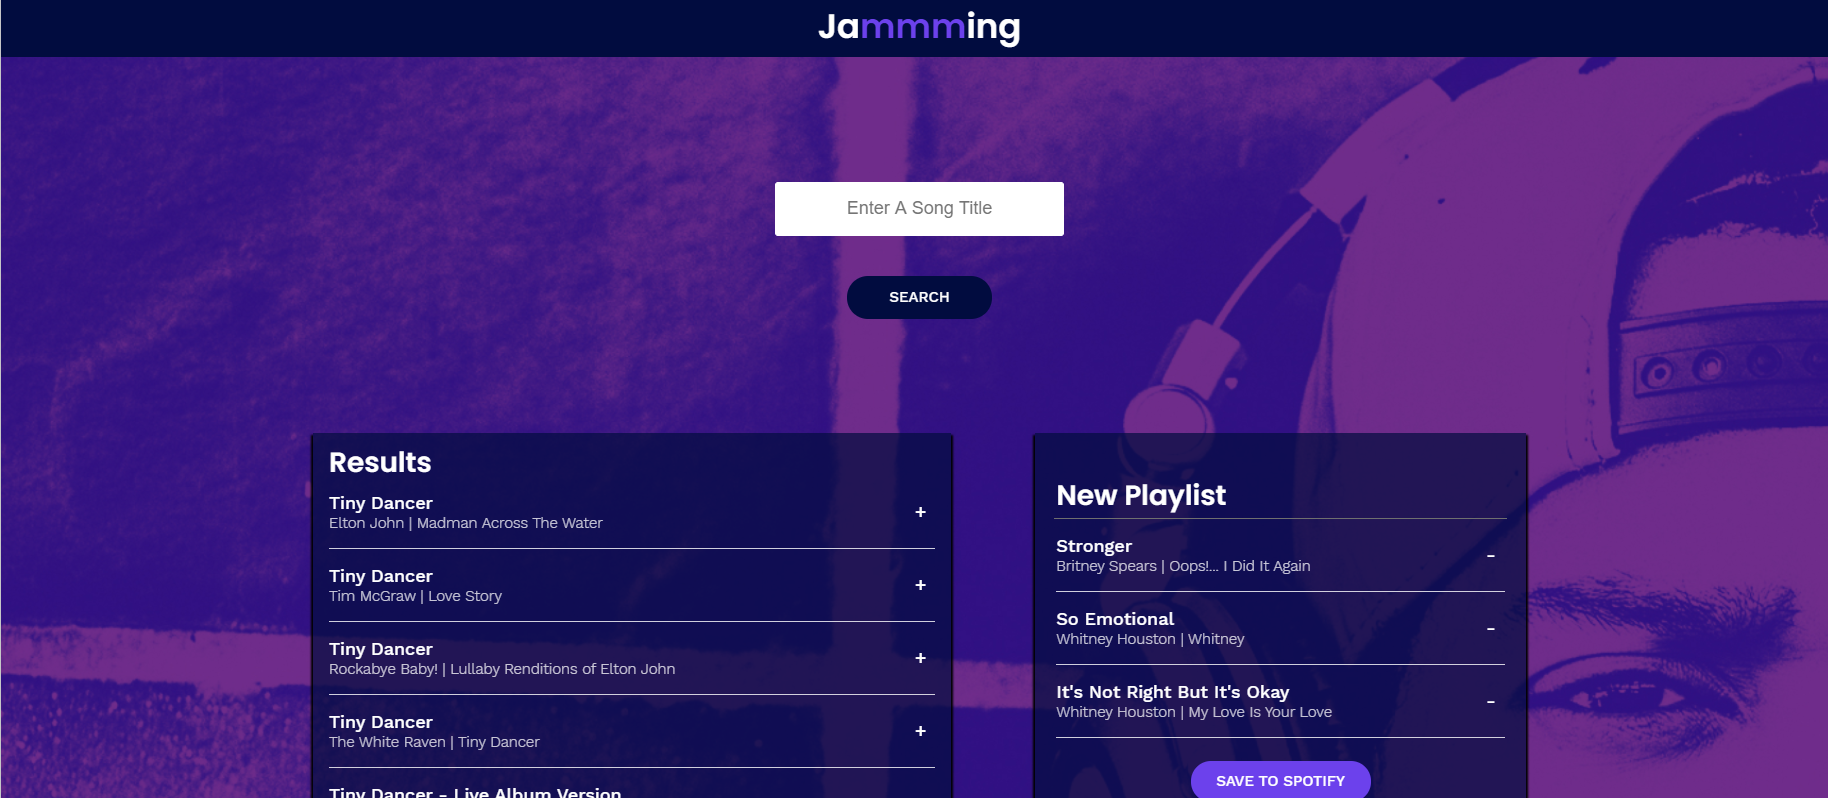 Jammming
Enter A Song Title
SEARCH
Results
Tiny Dancer
Elton John | Madman Across The Water
+
Tiny Dancer
Tim McGraw | Love Story
+
Tiny Dancer
Rockabye Baby! | Lullaby Renditions of Elton John
+
Tiny Dancer
The White Raven | Tiny Dancer
+
Tiny Dancer - Live Album Version
New Playlist
Stronger
Britney Spears | Oops!... I Did It Again
-
So Emotional
Whitney Houston | Whitney
-
It's Not Right But It's Okay
Whitney Houston | My Love Is Your Love
-
SAVE TO SPOTIFY